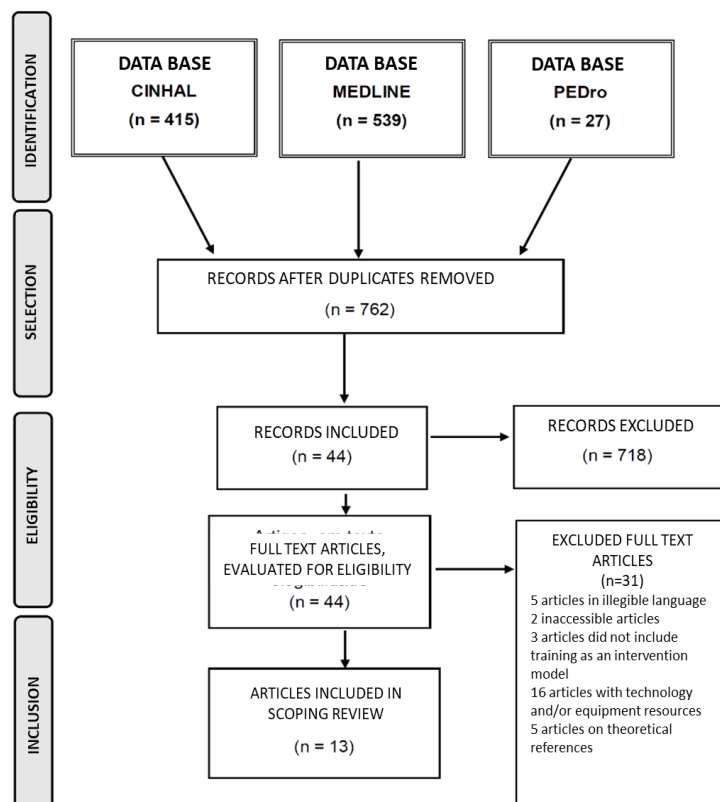 IDENTIFICATION
DATA BASE
CINHAL
(n = 415)
DATA BASE
MEDLINE
(n = 539)
DATA BASE
PEDro
(n = 27)
SELECTION
RECORDS AFTER DUPLICATES REMOVED
(n = 762)
ELIGIBILITY
RECORDS INCLUDED
(n = 44)
RECORDS EXCLUDED
(n = 718)
FULL TEXT ARTICLES,
EVALUATED FOR ELIGIBILITY
(n = 44)
EXCLUDED FULL TEXT
ARTICLES
(n=31)
5 articles in illegible language
2 inaccessible articles
3 articles did not include
training as an intervention
model
16 articles with technology
and/or equipment resources
5 articles on theoretical
references
INCLUSION
ARTICLES INCLUDED IN
SCOPING REVIEW
(n = 13)